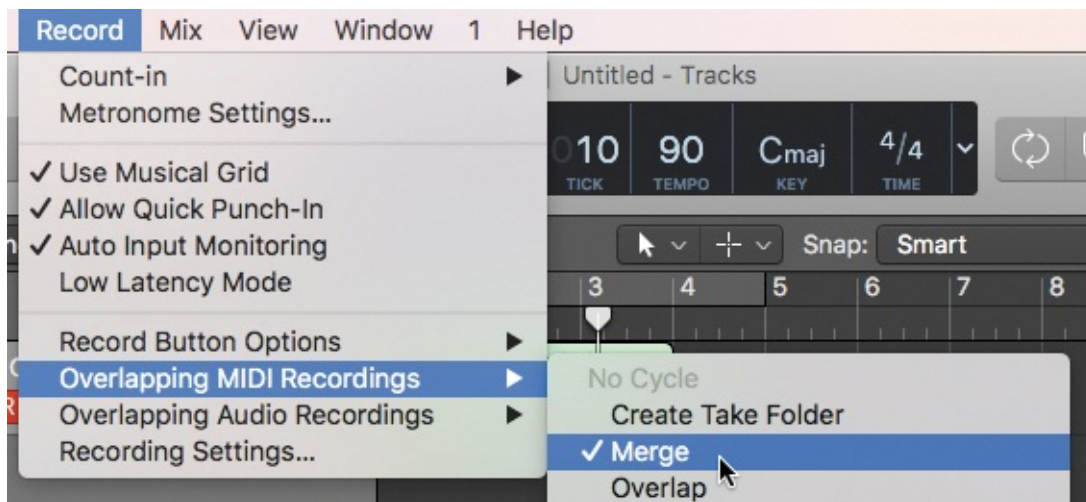 Record Mix View Window 1 Help
Count-in
Metronome Settings...
✓ Use Musical Grid
✓ Allow Quick Punch-In
✓ Auto Input Monitoring
Low Latency Mode
Record Button Options
Overlapping MIDI Recordings
Overlapping Audio Recordings
Recording Settings...
Untitled - Tracks
010 90 Cmaj 4/4
TICK TEMPO KEY TIME
Snap: Smart
3 4 5 6 7 8
No Cycle
Create Take Folder
✓ Merge
Overlap